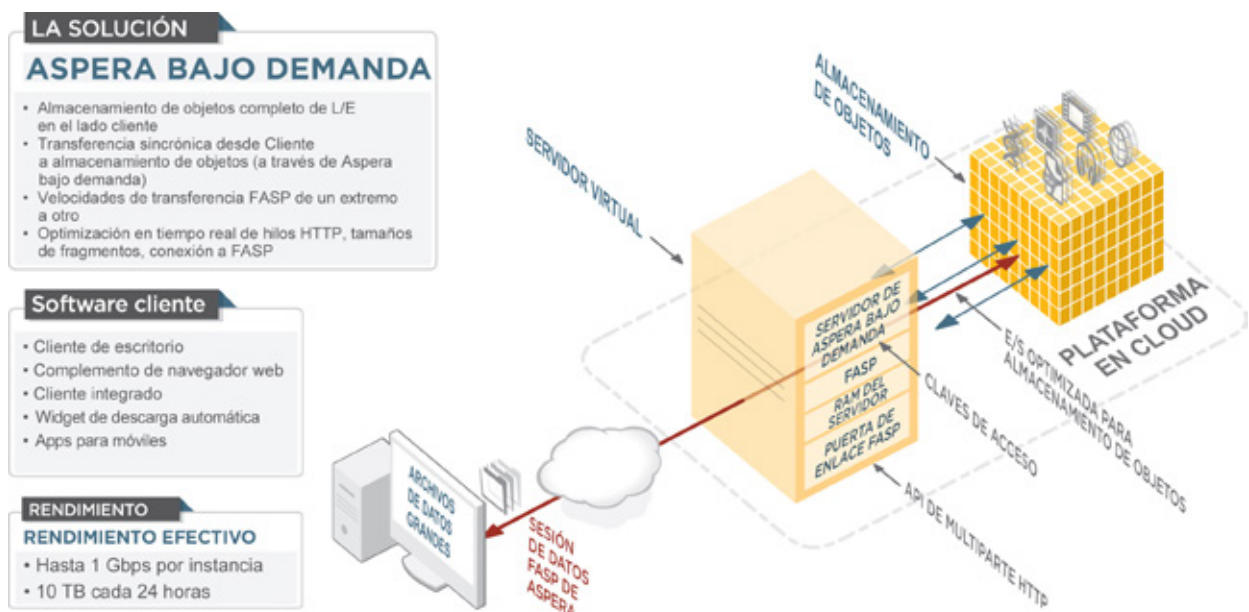 LA SOLUCIÓN
ASPERA BAJO DEMANDA
• Almacenamiento de objetos completo de L/E
en el lado cliente
• Transferencia sincrónica desde Cliente
a almacenamiento de objetos (a través de Aspera
bajo demanda)
• Velocidades de transferencia FASP de un extremo
a otro
• Optimización en tiempo real de hilos HTTP, tamaños
de fragmentos, conexión a FASP
Software cliente
• Cliente de escritorio
• Complemento de navegador web
• Cliente integrado
• Widget de descarga automática
• Apps para móviles
RENDIMIENTO
RENDIMIENTO EFECTIVO
• Hasta 1 Gbps por instancia
• 10 TB cada 24 horas
ARCHIVOS
DE DATOS
GRANDES
SESIÓN
DE DATOS
FASP DE
ASPERA
SERVIDOR VIRTUAL
ALMACENAMIENTO
DE OBJETOS
SERVIDOR DE
ASPERA BAJO
DEMANDA
FASP
RAM DEL
SERVIDOR
PUERTA DE
ENLACE FASP
PLATAFORMA
EN CLOUD
E/S OPTIMIZADA PARA
ALMACENAMIENTO DE OBJETOS
CLAVES DE ACCESO
API DE MULTIPARTE HTTP